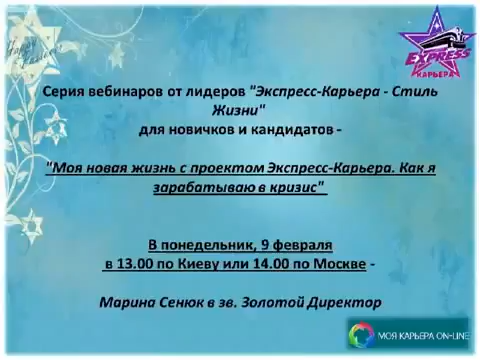 Happy
EXPRESS
КАРЬЕРА
Серия вебинаров от лидеров "Экспресс-Карьера - Стиль
Жизни"
для новичков и кандидатов -
"Моя новая жизнь с проектом Экспресс-Карьера. Как я
зарабатываю в кризис"
В понедельник, 9 февраля
в 13.00 по Киеву или 14.00 по Москве -
Марина Сенюк в зв. Золотой Директор
МОЯ КАРЬЕРА ON-LINE